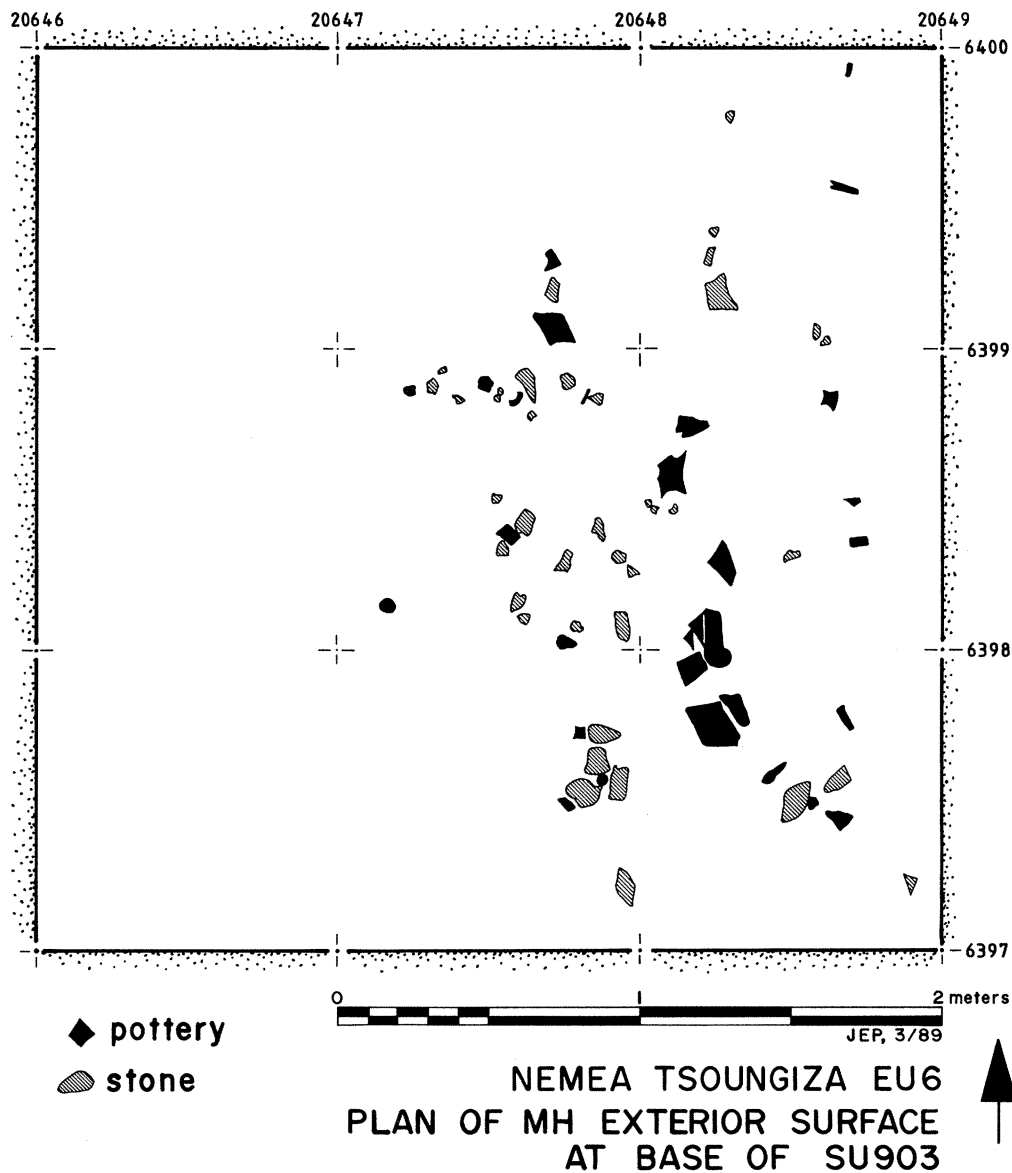 20646 20647 20648 20649
6400
6399
6398
6397
0 1 2 meters
JEP, 3/89
pottery
stone
NEMEA TSOUNGIZA EU6
PLAN OF MH EXTERIOR SURFACE
AT BASE OF SU903